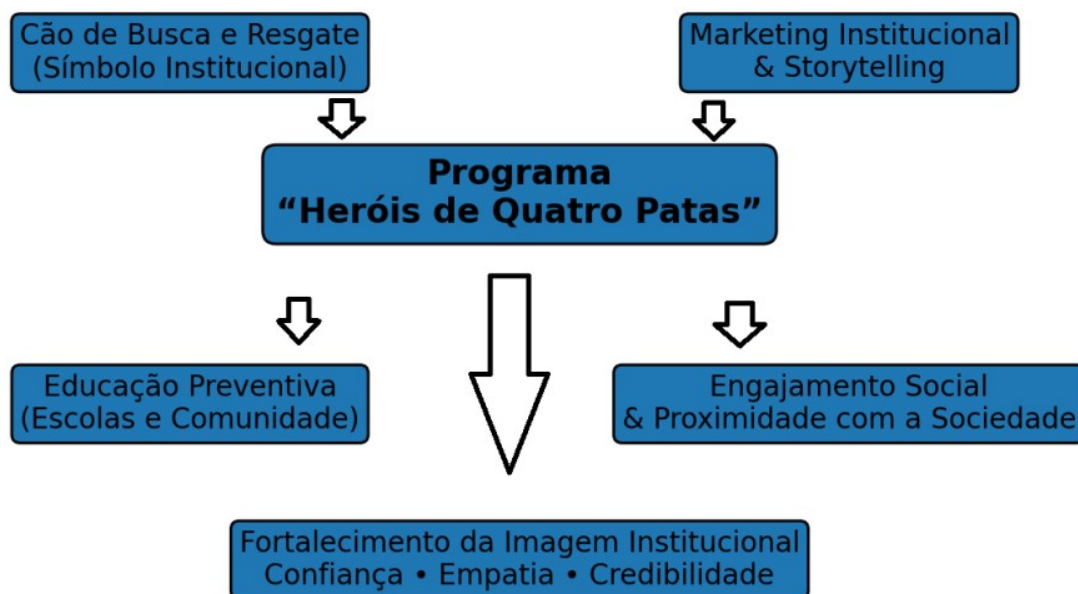 Cão de Busca e Resgate
(Símbolo Institucional)
Marketing Institucional
& Storytelling
Programa
“Heróis de Quatro Patas”
Educação Preventiva
(Escolas e Comunidade)
Engajamento Social
& Proximidade com a Sociedade
Fortalecimento da Imagem Institucional
Confiança • Empatia • Credibilidade